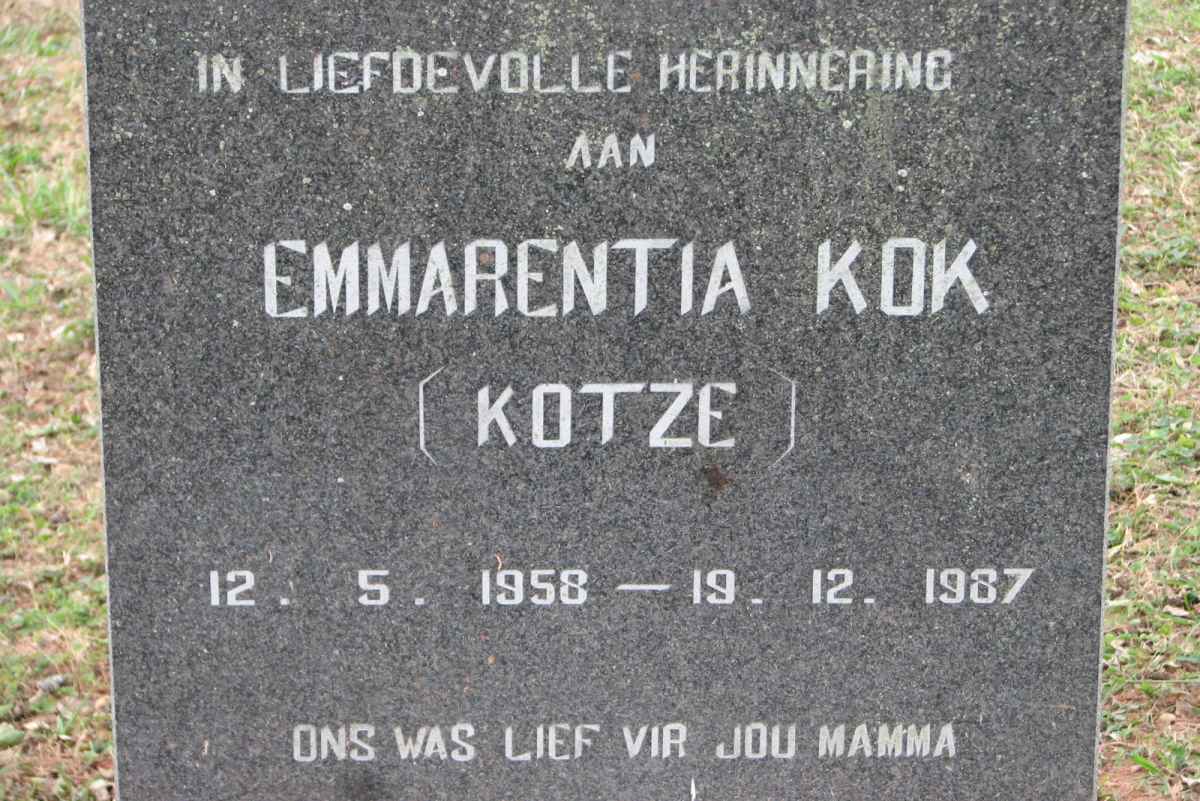 IN LIEFDEVOLLE HERINNERING
AAN
EMMARENTIA KOK
( KOTZE )
12. 5. 1958 — 19. 12. 1987
ONS WAS LIEF VIR JOU MAMMA